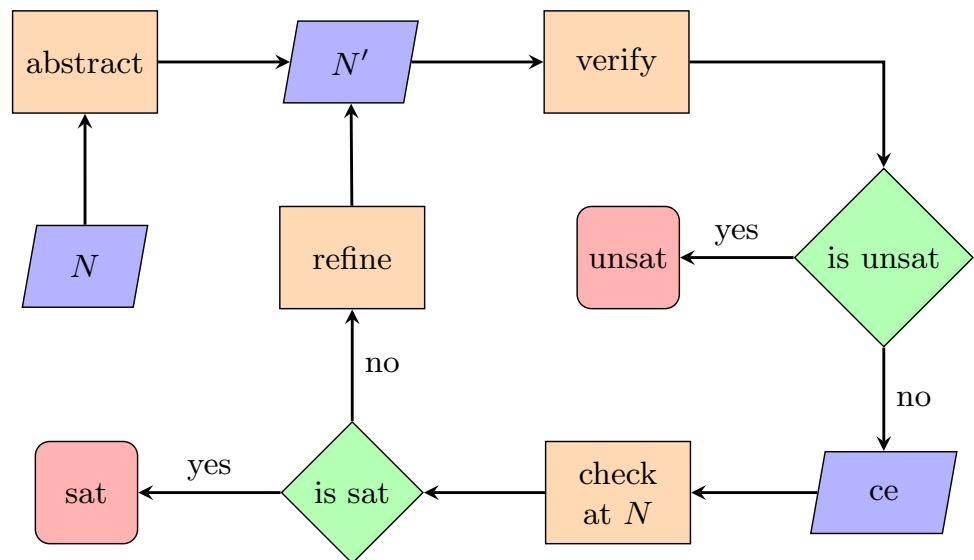 abstract
N′
verify
N
refine
unsat
yes
is unsat
no
no
sat
yes
is sat
check
at N
ce